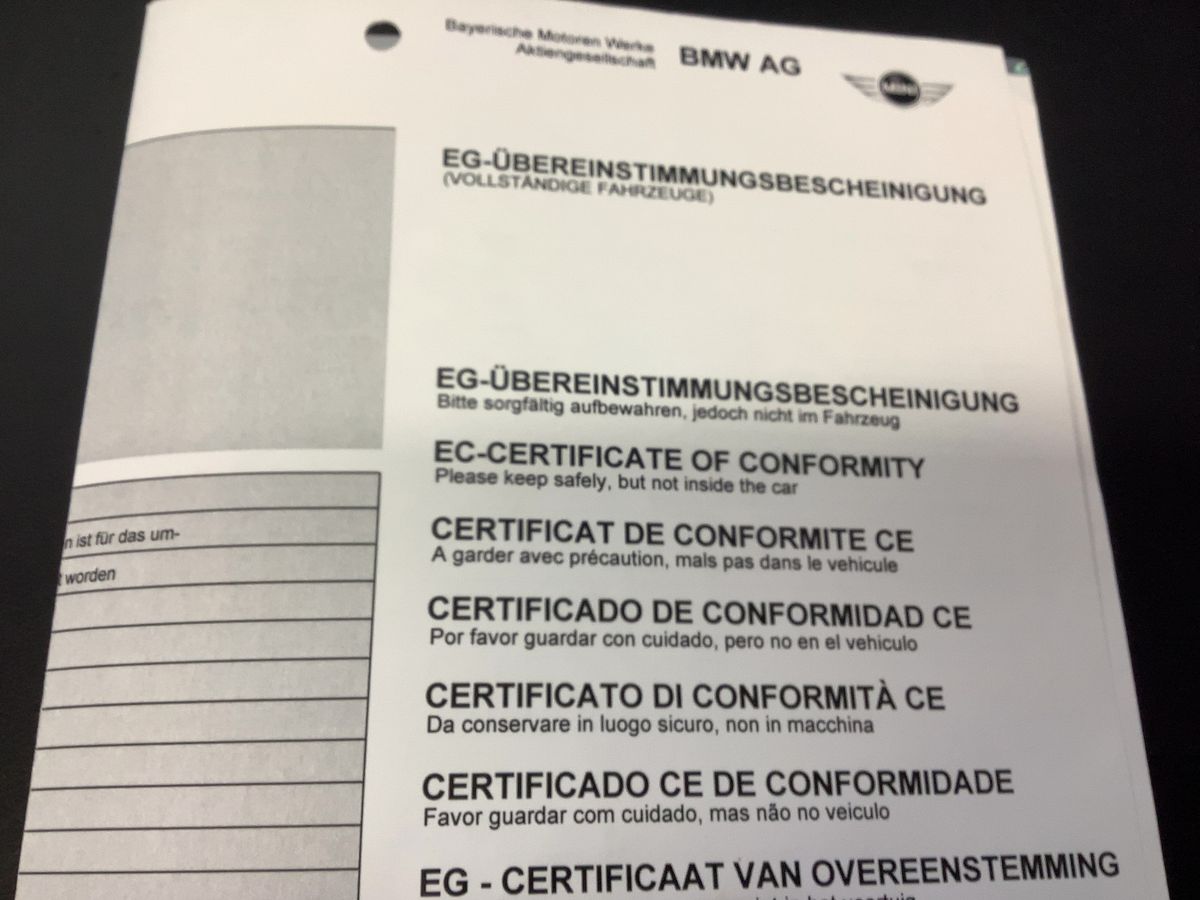 Bayerische Motoren Werke
Aktiengesellschaft
BMW AG
MINI
EG-ÜBEREINSTIMMUNGSBESCHEINIGUNG
(VOLLSTÄNDIGE FAHRZEUGE)
EG-ÜBEREINSTIMMUNGSBESCHEINIGUNG
Bitte sorgfältig aufbewahren, jedoch nicht im Fahrzeug
EC-CERTIFICATE OF CONFORMITY
Please keep safely, but not inside the car
CERTIFICAT DE CONFORMITE CE
A garder avec précaution, mals pas dans le vehicule
CERTIFICADO DE CONFORMIDAD CE
Por favor guardar con cuidado, pero no en el vehiculo
CERTIFICATO DI CONFORMITÀ CE
Da conservare in luogo sicuro, non in macchina
CERTIFICADO CE DE CONFORMIDADE
Favor guardar com cuidado, mas não no veiculo
EG - CERTIFICAAT VAN OVEREENSTEMMING
n ist für das um-
t worden